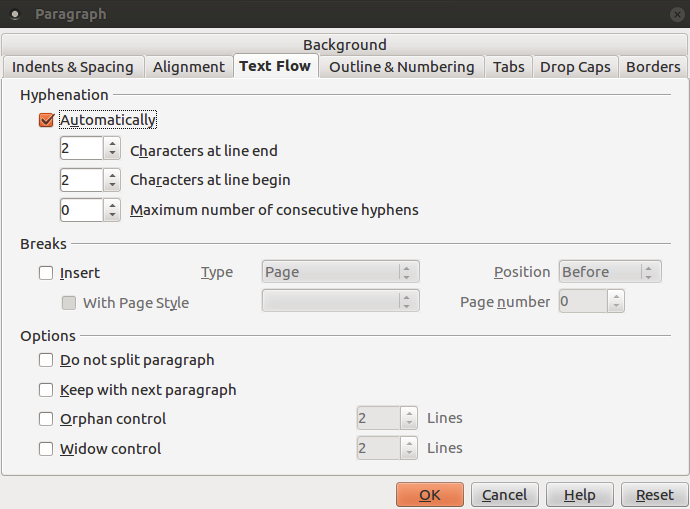 Paragraph
Background
Indents & Spacing Alignment Text Flow Outline & Numbering Tabs Drop Caps Borders
Hyphenation
Automatically
2 Characters at line end
2 Characters at line begin
0 Maximum number of consecutive hyphens
Breaks
Insert Type Page Position Before
With Page Style Page number 0
Options
Do not split paragraph
Keep with next paragraph
Orphan control 2 Lines
Widow control 2 Lines
OK Cancel Help Reset